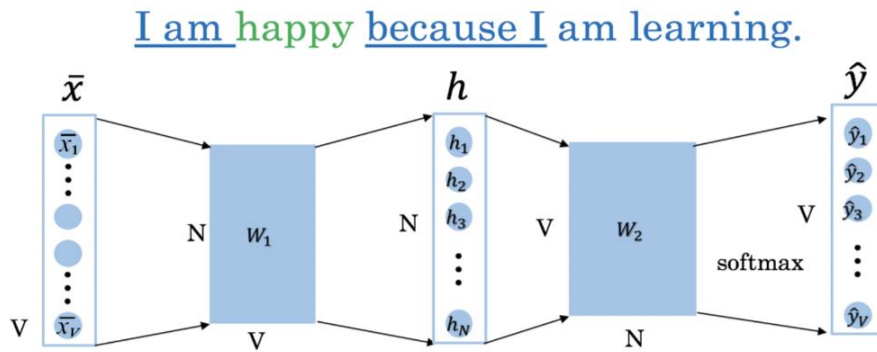 I am happy because I am learning.
x̄ h ŷ
x̄₁ h₁ ŷ₁
h₂ ŷ₂
h₃ ŷ₃
N W₁ N V W₂ V
softmax
V x̄ᵥ V hN N ŷᵥ